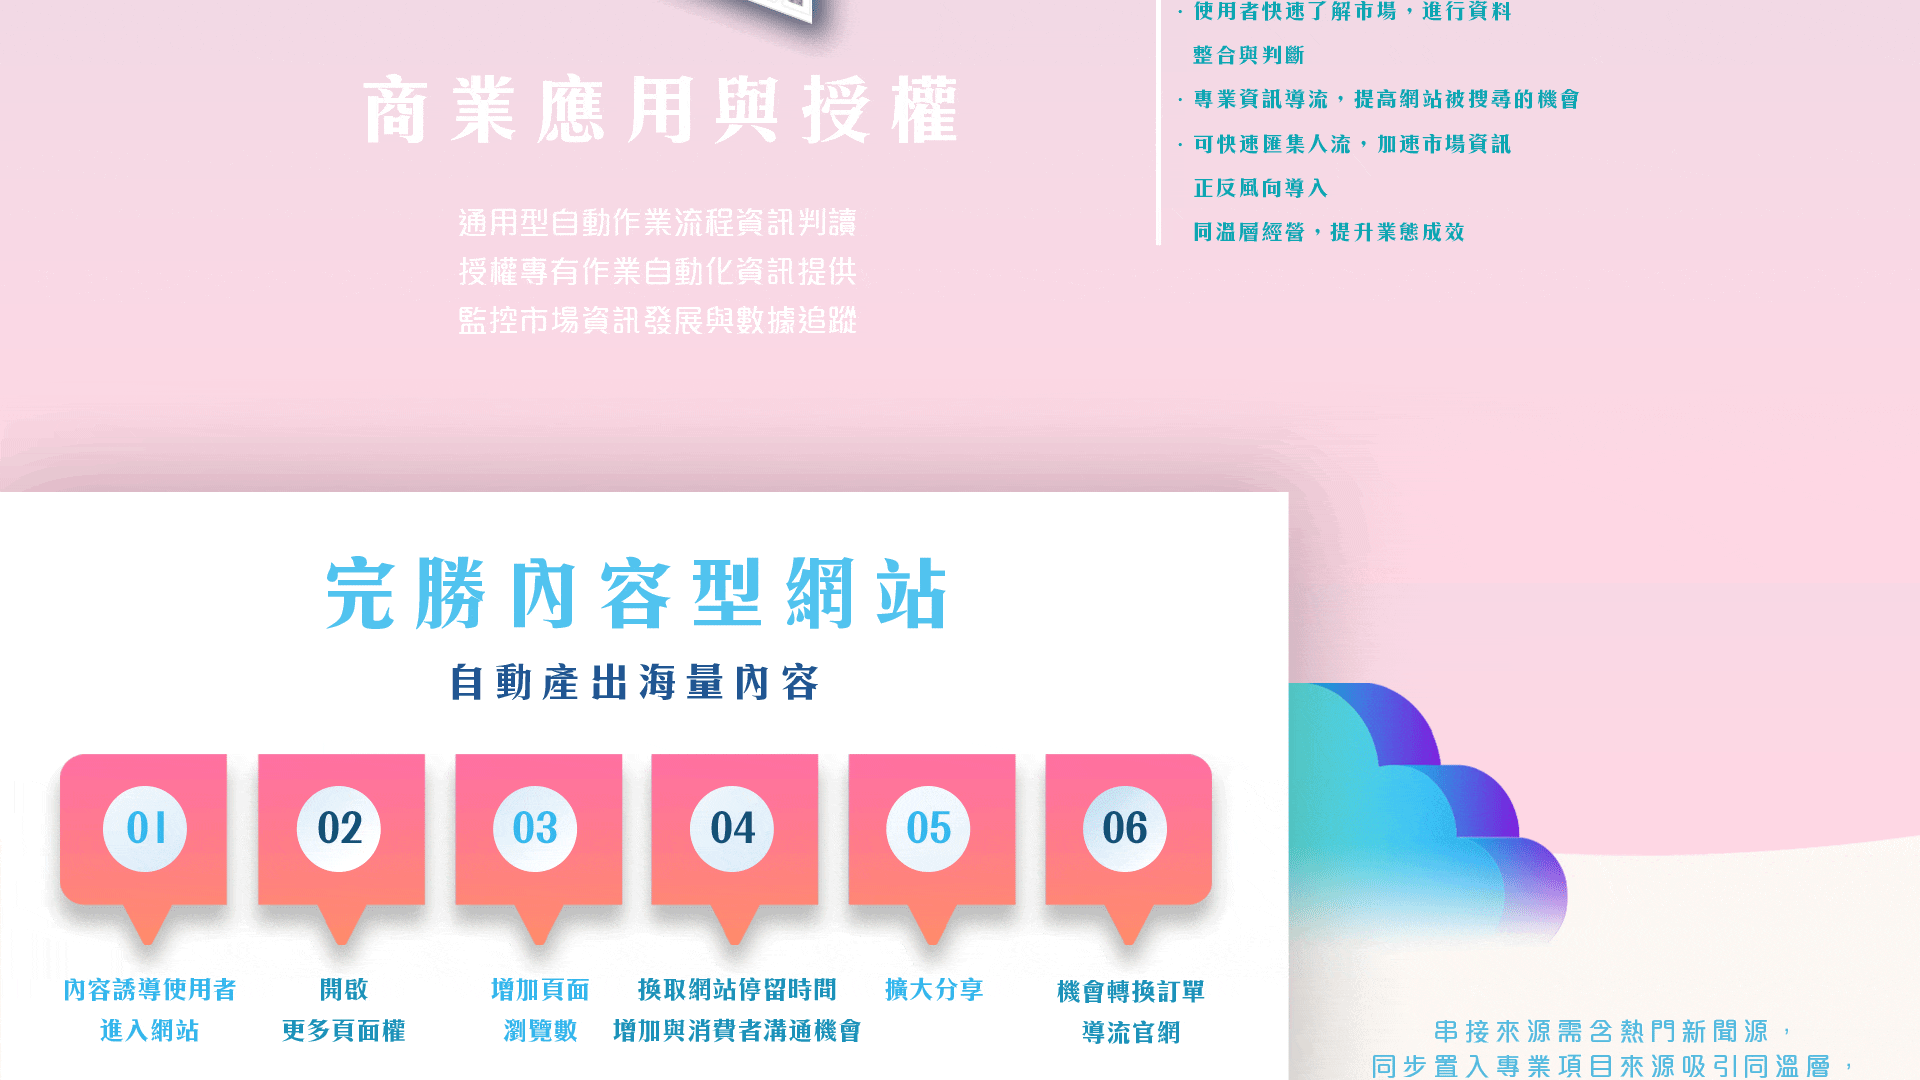 商業應用與授權
通用型自動作業流程資訊判讀
授權專有作業自動化資訊提供
監控市場資訊發展與數據追蹤
· 使用者快速了解市場，進行資料
整合與判斷
· 專業資訊導流，提高網站被搜尋的機會
· 可快速匯集人流，加速市場資訊
正反風向導入
同溫層經營，提升業態成效
完勝內容型網站
自動產出海量內容
01
內容誘導使用者
進入網站
02
開啟
更多頁面權
03
增加頁面
瀏覽數
04
換取網站停留時間
增加與消費者溝通機會
05
擴大分享
06
機會轉換訂單
導流官網
串接來源需含熱門新聞源，
同步置入專業項目來源吸引同溫層，